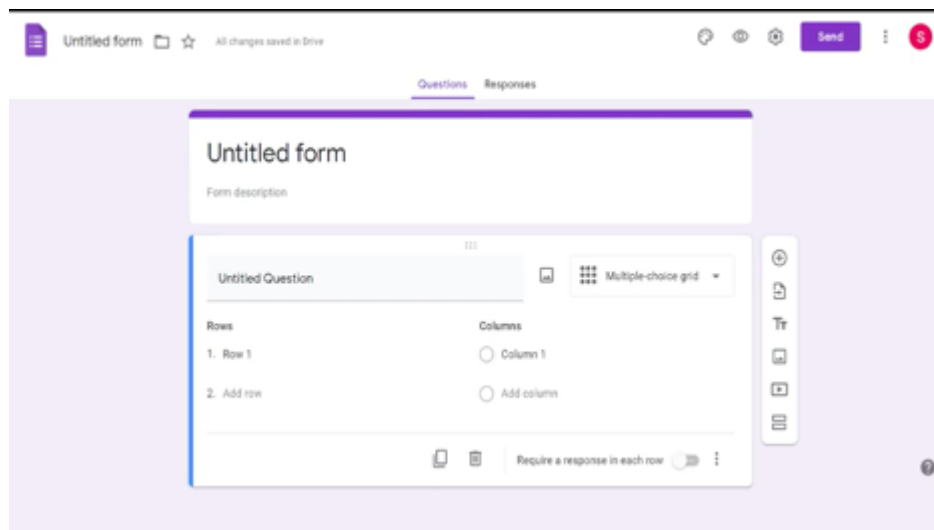 Untitled form All changes saved in Drive Send S
Questions Responses
Untitled form
Form description
Untitled Question Multiple-choice grid
Rows Columns
1. Row 1 Column 1
2. Add row Add column
Require a response in each row